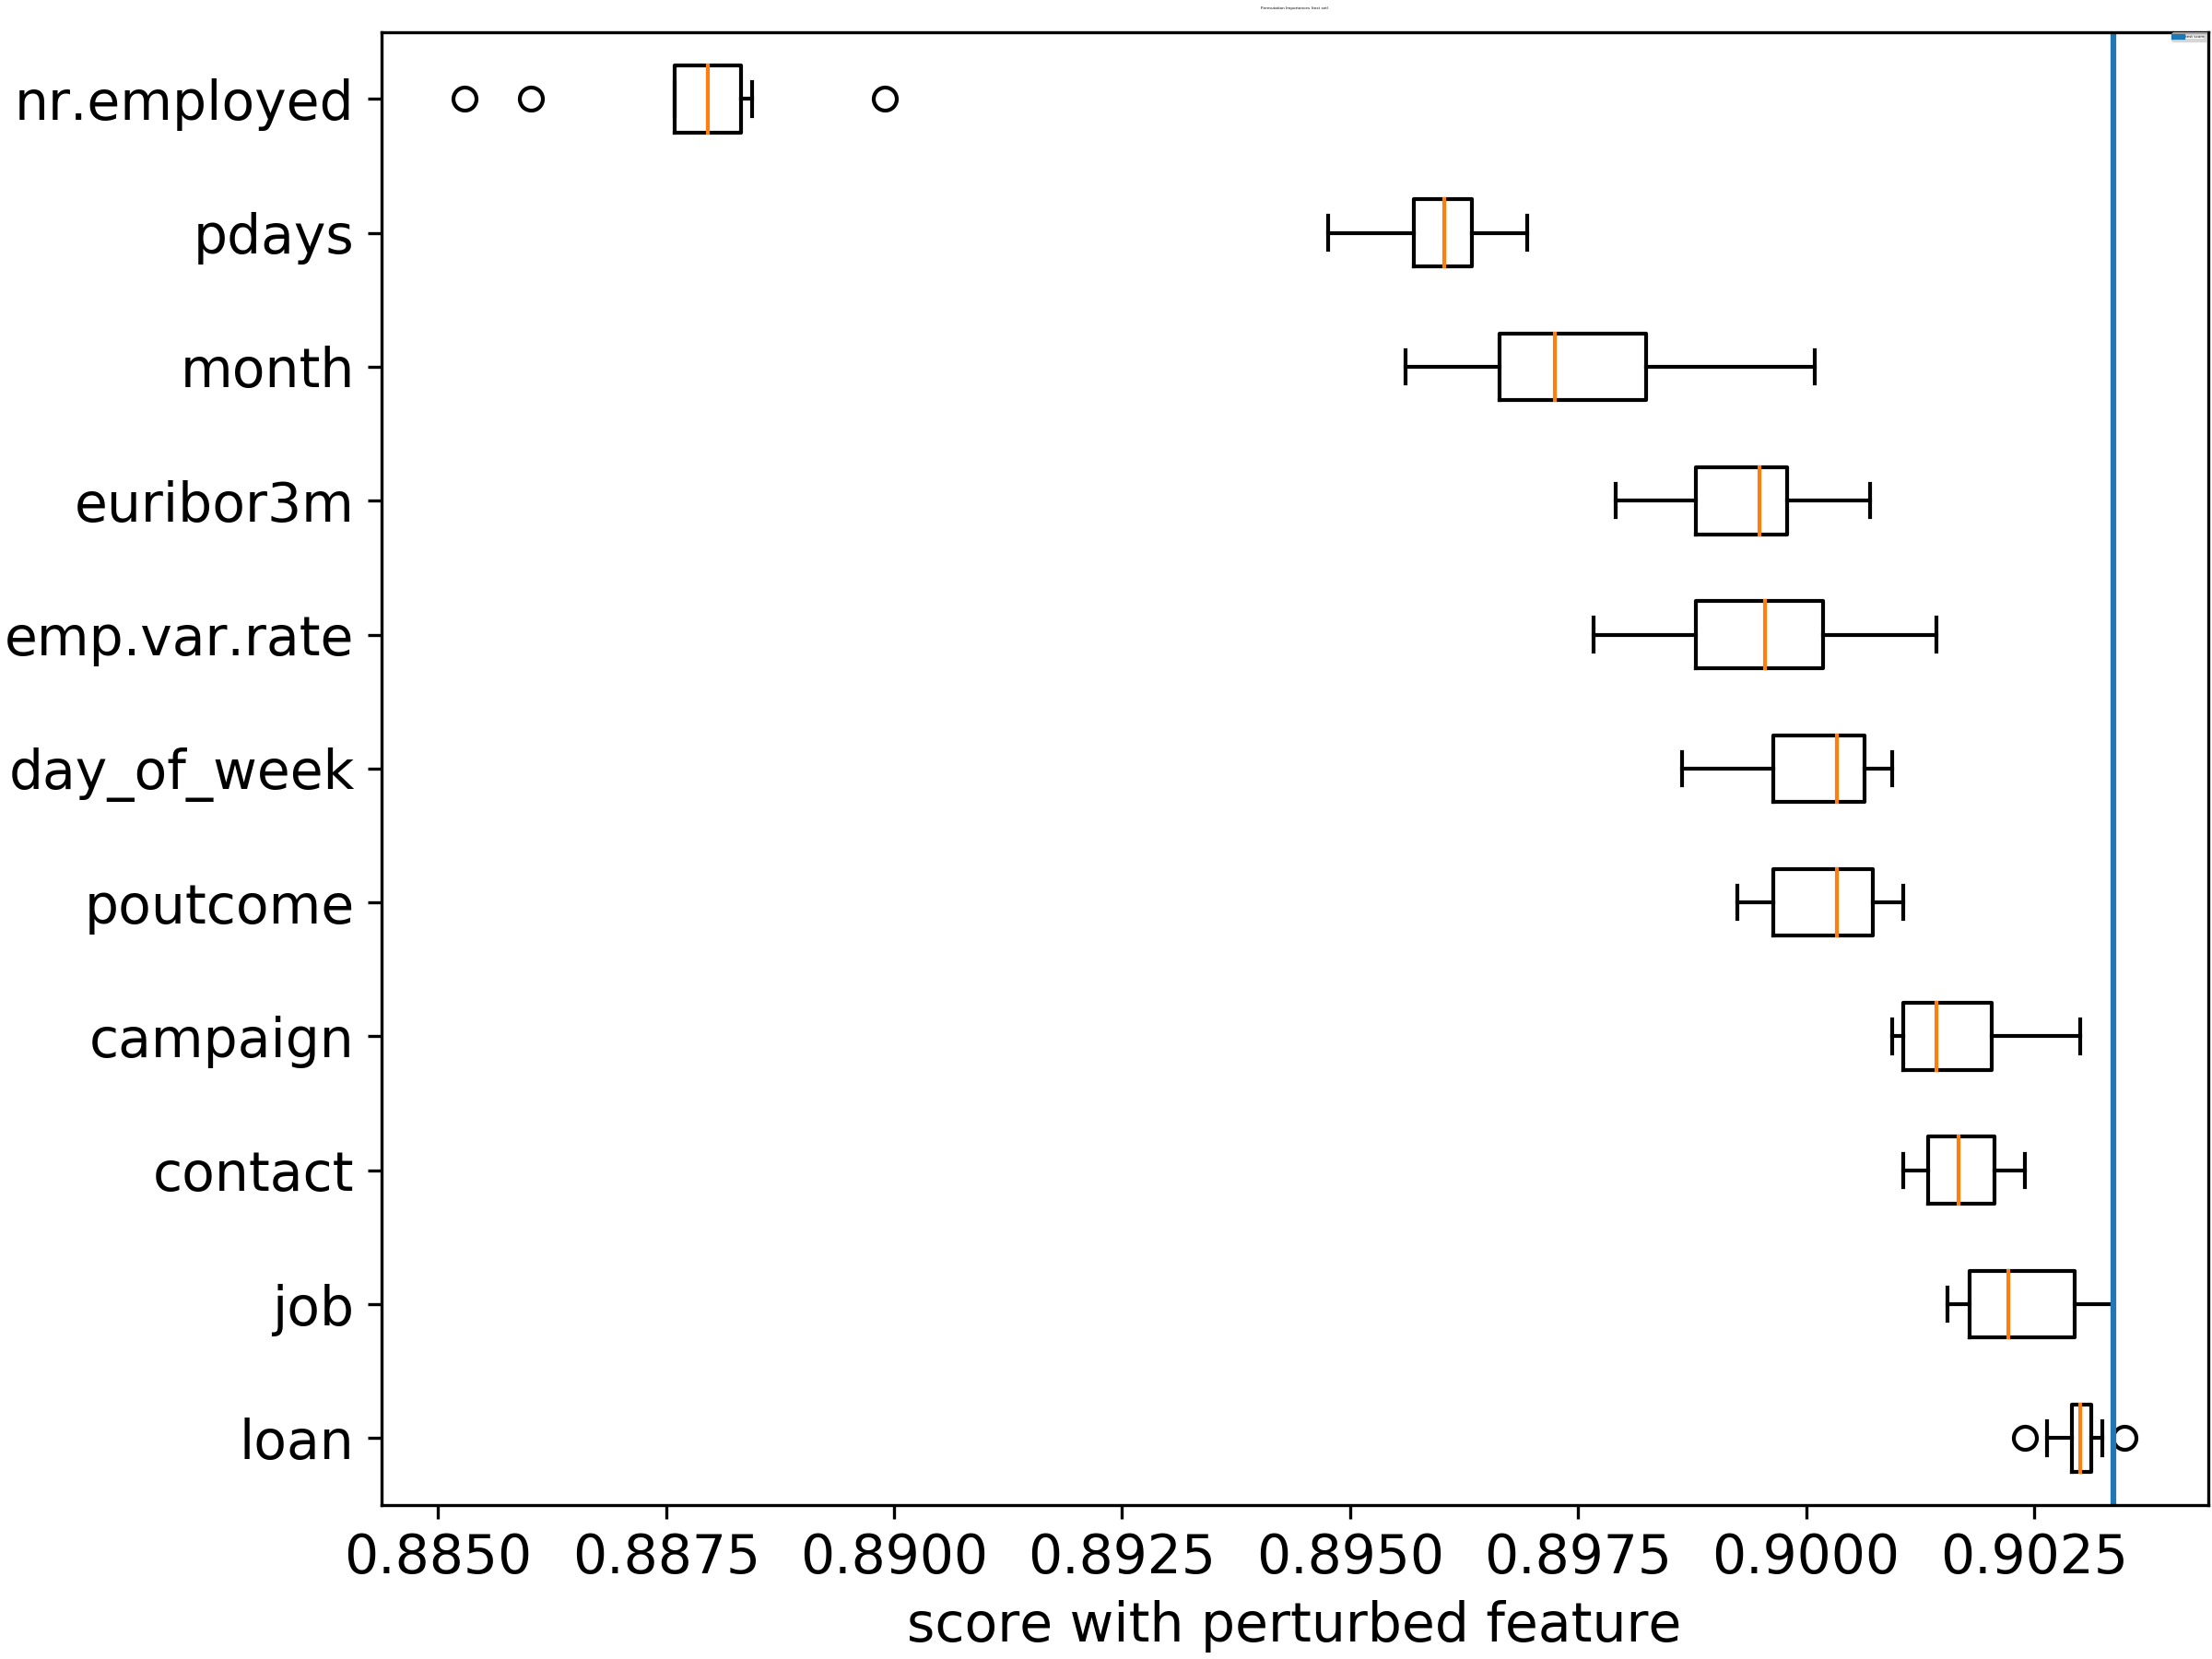 nr.employed
pdays
month
euribor3m
emp.var.rate
day_of_week
poutcome
campaign
contact
job
loan
0.8850 0.8875 0.8900 0.8925 0.8950 0.8975 0.9000 0.9025
score with perturbed feature